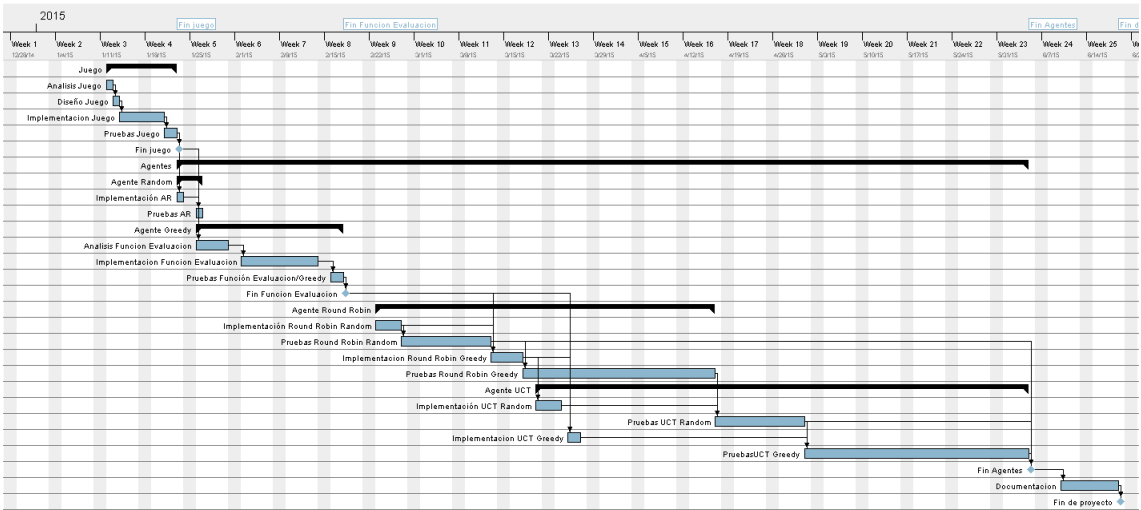 2015
Fin juego
Fin Funcion Evaluacion
Fin Agentes
Fin d
Week 1 Week 2 Week 3 Week 4 Week 5 Week 6 Week 7 Week 8 Week 9 Week 10 Week 11 Week 12 Week 13 Week 14 Week 15 Week 16 Week 17 Week 18 Week 19 Week 20 Week 21 Week 22 Week 23 Week 24 Week 25 We
12/28/14 1/4/15 1/11/15 1/18/15 1/25/15 2/1/15 2/8/15 2/15/15 2/22/15 3/1/15 3/8/15 3/15/15 3/22/15 3/29/15 4/5/15 4/12/15 4/19/15 4/26/15 5/3/15 5/10/15 5/17/15 5/24/15 5/31/15 6/7/15 6/14/15
Juego
Analisis Juego
Diseño Juego
Implementacion Juego
Pruebas Juego
Fin juego
Agentes
Agente Random
Implementación AR
Pruebas AR
Agente Greedy
Analisis Funcion Evaluacion
Implementacion Funcion Evaluacion
Pruebas Función Evaluacion/Greedy
Fin Funcion Evaluacion
Agente Round Robin
Implementación Round Robin Random
Pruebas Round Robin Random
Implementacion Round Robin Greedy
Pruebas Round Robin Greedy
Agente UCT
Implementación UCT Random
Pruebas UCT Random
Implementacion UCT Greedy
PruebasUCT Greedy
Fin Agentes
Documentacion
Fin de proyecto